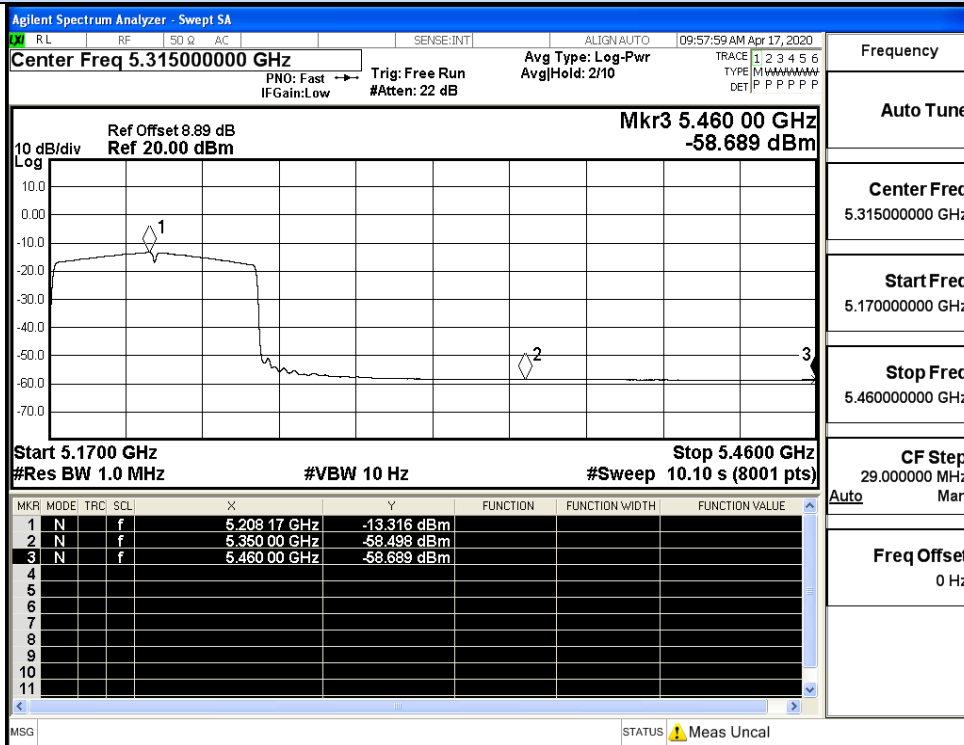 Agilent Spectrum Analyzer - Swept SA
LXI RL RF 50 Ω AC SENSE:INT ALIGN AUTO 09:57:59 AM Apr 17, 2020
Center Freq 5.315000000 GHz
PNO: Fast
IFGain:Low
Trig: Free Run
#Atten: 22 dB
Avg Type: Log-Pwr
Avg|Hold: 2/10
TRACE 1 2 3 4 5 6
TYPE M W W W W W
DET P P P P P P
Mkr3 5.460 00 GHz
-58.689 dBm
Ref Offset 8.89 dB
10 dB/div Ref 20.00 dBm
Log
10.0
0.00
-10.0
-20.0
-30.0
-40.0
-50.0
-60.0
-70.0
1
2
3
Start 5.1700 GHz Stop 5.4600 GHz
#Res BW 1.0 MHz #VBW 10 Hz #Sweep 10.10 s (8001 pts)
MKR MODE TRC SCL X Y FUNCTION FUNCTION WIDTH FUNCTION VALUE
1 N f 5.208 17 GHz -13.316 dBm
2 N f 5.350 00 GHz -58.498 dBm
3 N f 5.460 00 GHz -58.689 dBm
4
5
6
7
8
9
10
11
MSG STATUS Meas Uncal
Frequency
Auto Tune
Center Freq
5.315000000 GHz
Start Freq
5.170000000 GHz
Stop Freq
5.460000000 GHz
CF Step
29.000000 MHz
Auto Man
Freq Offset
0 Hz